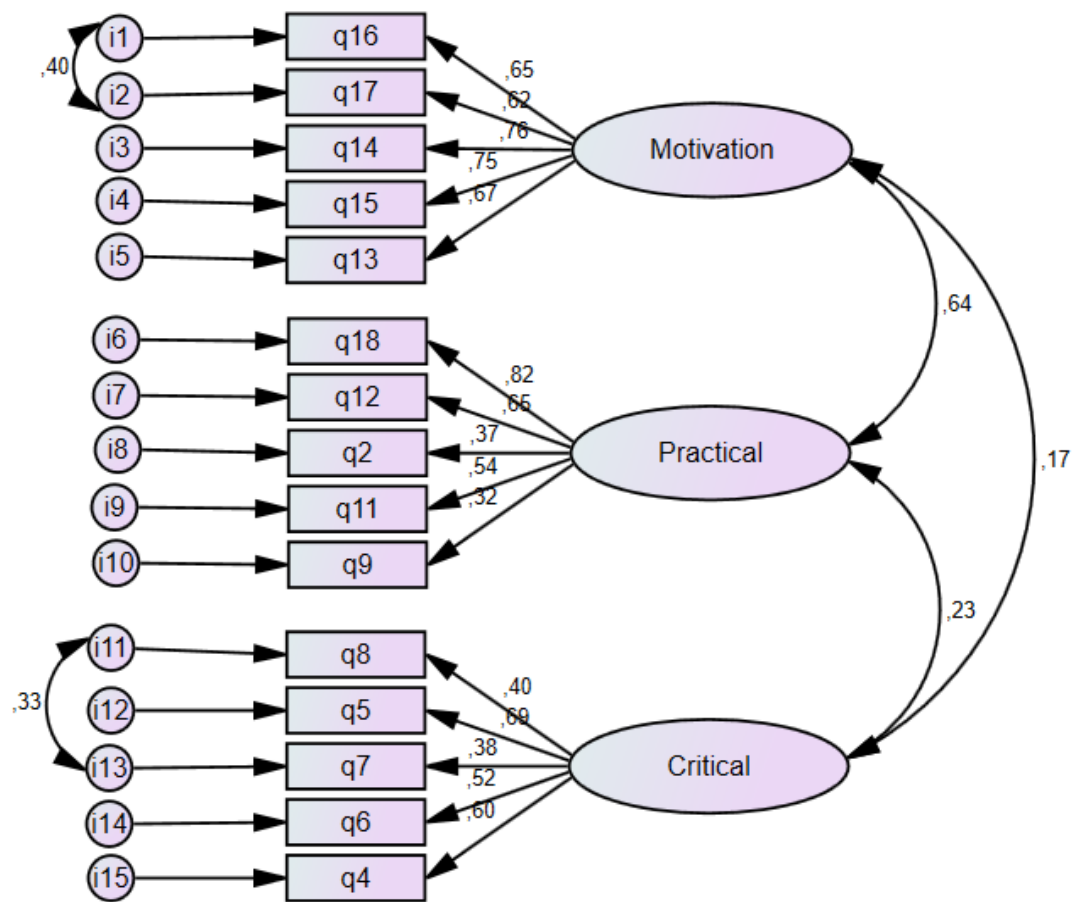 i1 q16
,65
,40
i2 q17
,62
i3 q14
,76
Motivation
i4 q15
,75
i5 q13
,67
,64
i6 q18
,82
i7 q12
,65
i8 q2
,37
Practical
,17
i9 q11
,54
i10 q9
,32
,23
i11 q8
,40
,33
i12 q5
,69
i13 q7
,38
Critical
i14 q6
,52
i15 q4
,60